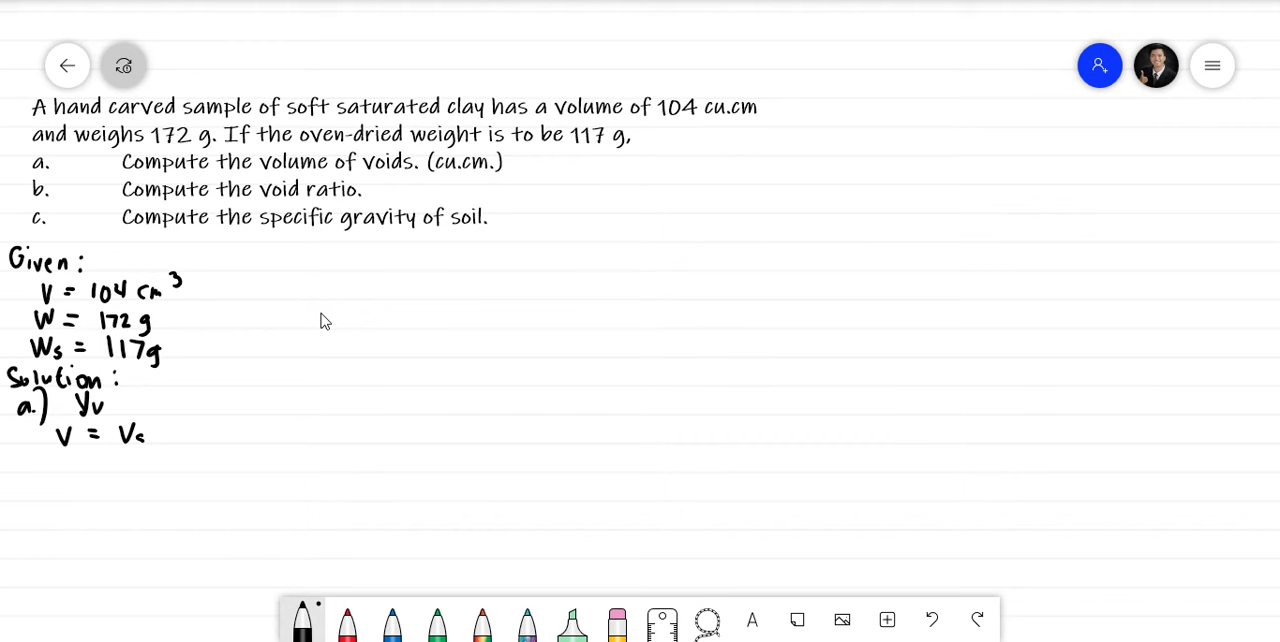 A hand carved sample of soft saturated clay has a volume of 104 cu.cm
and weighs 172 g. If the oven-dried weight is to be 117 g,
a. Compute the volume of voids. (cu.cm.)
b. Compute the void ratio.
c. Compute the specific gravity of soil.
Given:
V = 104 cm³
W = 172 g
Ws = 117g
Solution:
a.) Vv
V = Vs
A